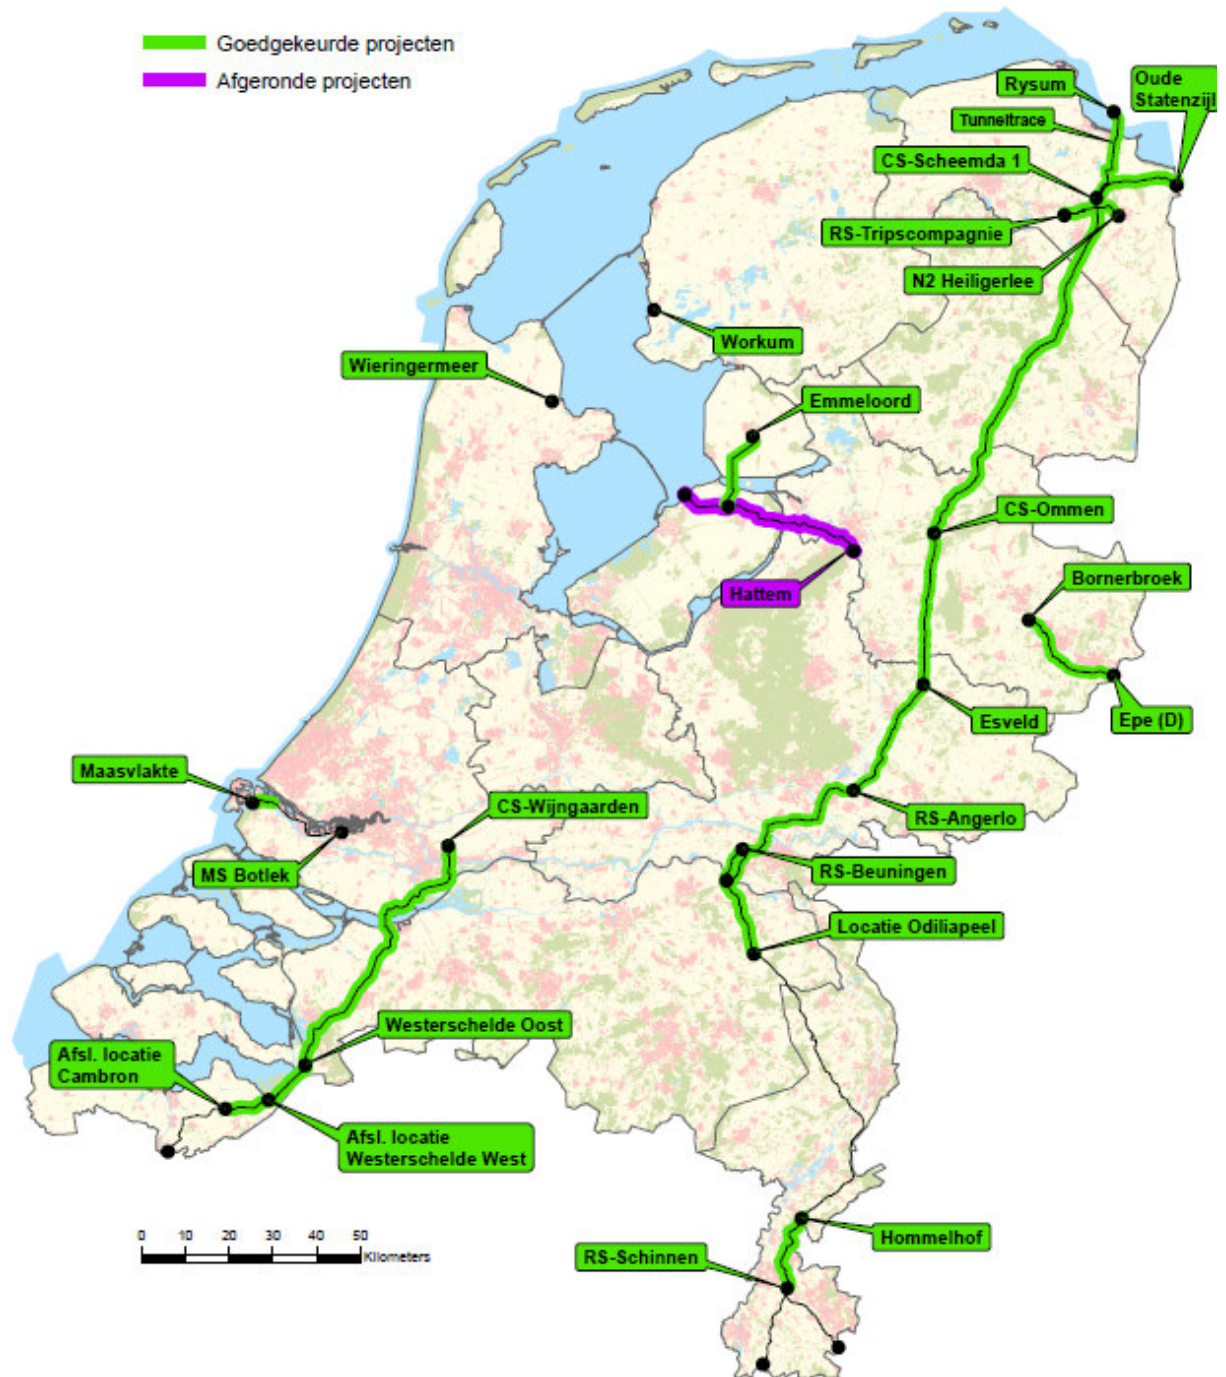 Goedgekeurde projecten
Afgeronde projecten
Rysum
Oude
Statenzijl
Tunneltrace
CS-Scheemda 1
RS-Tripscompagnie
N2 Heiligerlee
Workum
Wieringermeer
Emmeloord
CS-Ommen
Hattem
Bornerbroek
Esveld
Epe (D)
Maasvlakte
CS-Wijngaarden
RS-Angerlo
MS Botlek
RS-Beuningen
Locatie Odiliapeel
Westerschelde Oost
Afsl. locatie
Cambron
Afsl. locatie
Westerschelde West
0 10 20 30 40 50
Kilometers
Hommelhof
RS-Schinnen